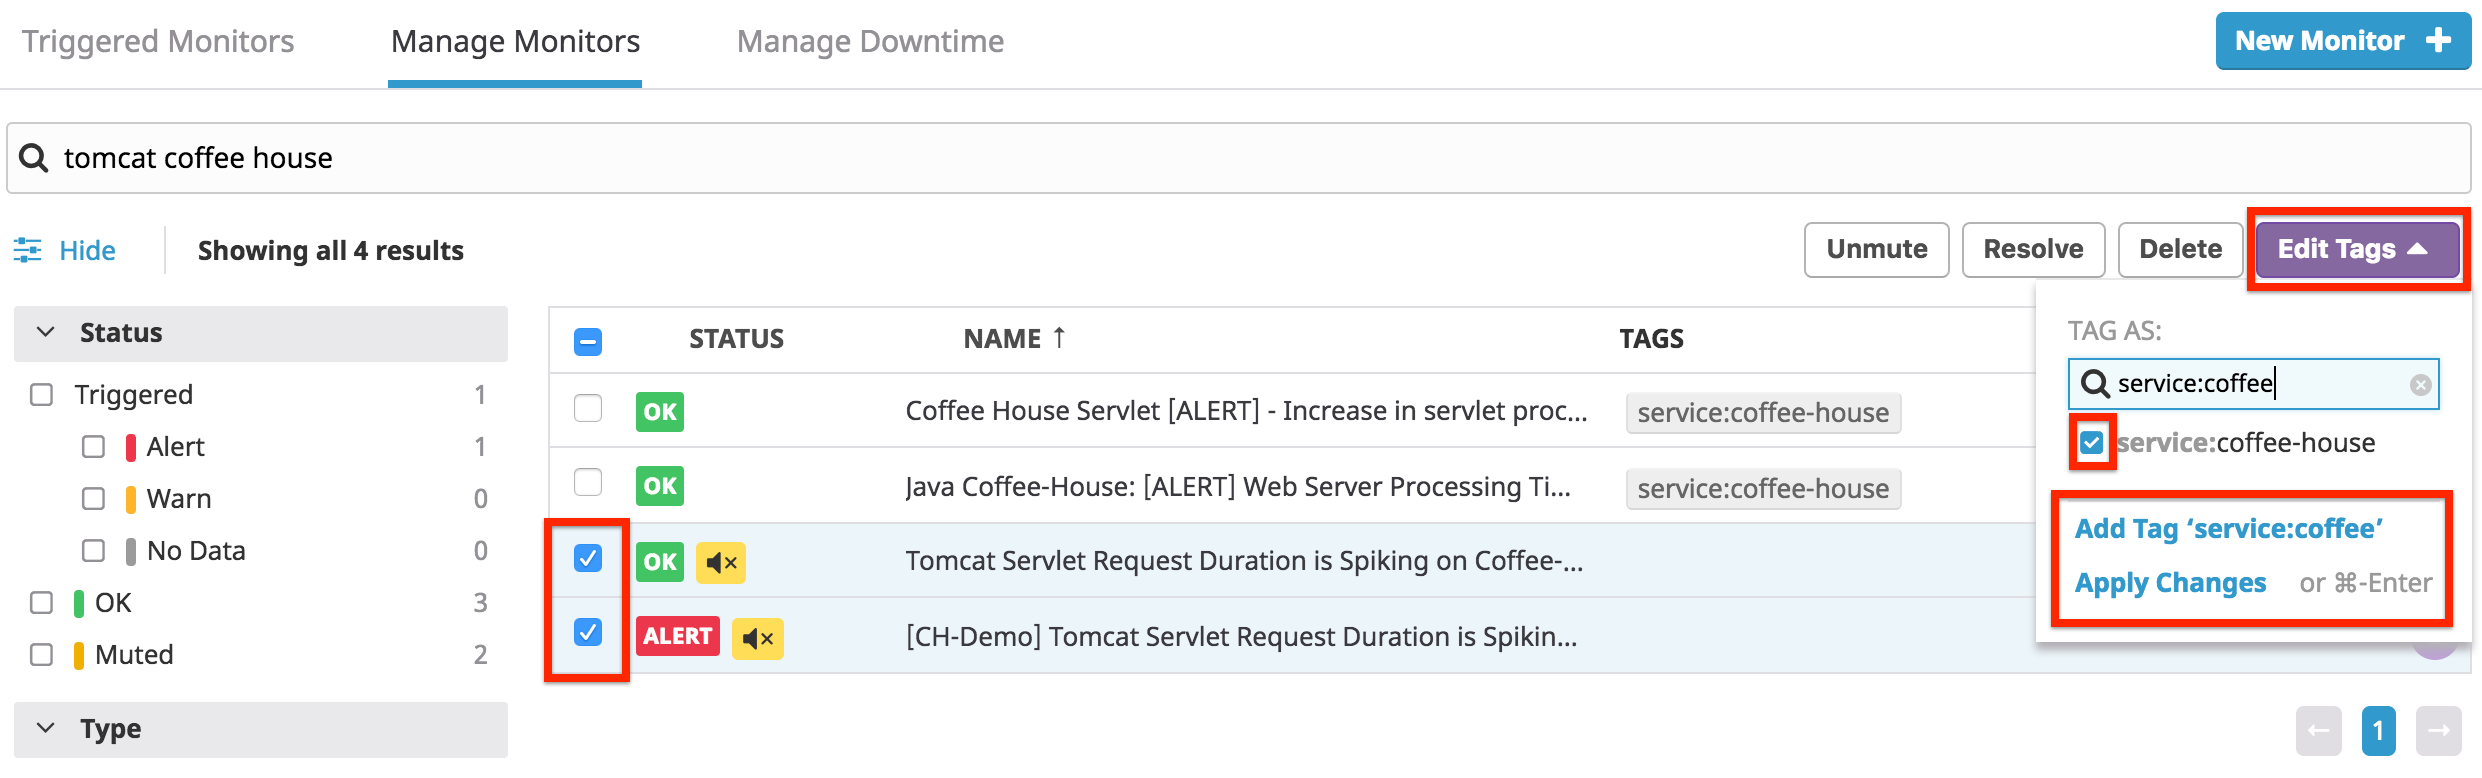 Triggered Monitors Manage Monitors Manage Downtime New Monitor +
tomcat coffee house
Hide Showing all 4 results Unmute Resolve Delete Edit Tags
Status
Triggered 1
Alert 1
Warn 0
No Data 0
OK 3
Muted 2
Type
STATUS NAME ↑ TAGS
OK Coffee House Servlet [ALERT] - Increase in servlet proc... service:coffee-house
OK Java Coffee-House: [ALERT] Web Server Processing Ti... service:coffee-house
OK Tomcat Servlet Request Duration is Spiking on Coffee-...
ALERT [CH-Demo] Tomcat Servlet Request Duration is Spikin...
TAG AS:
service:coffee
service:coffee-house
Add Tag ‘service:coffee’
Apply Changes or ⌘-Enter
← 1 →